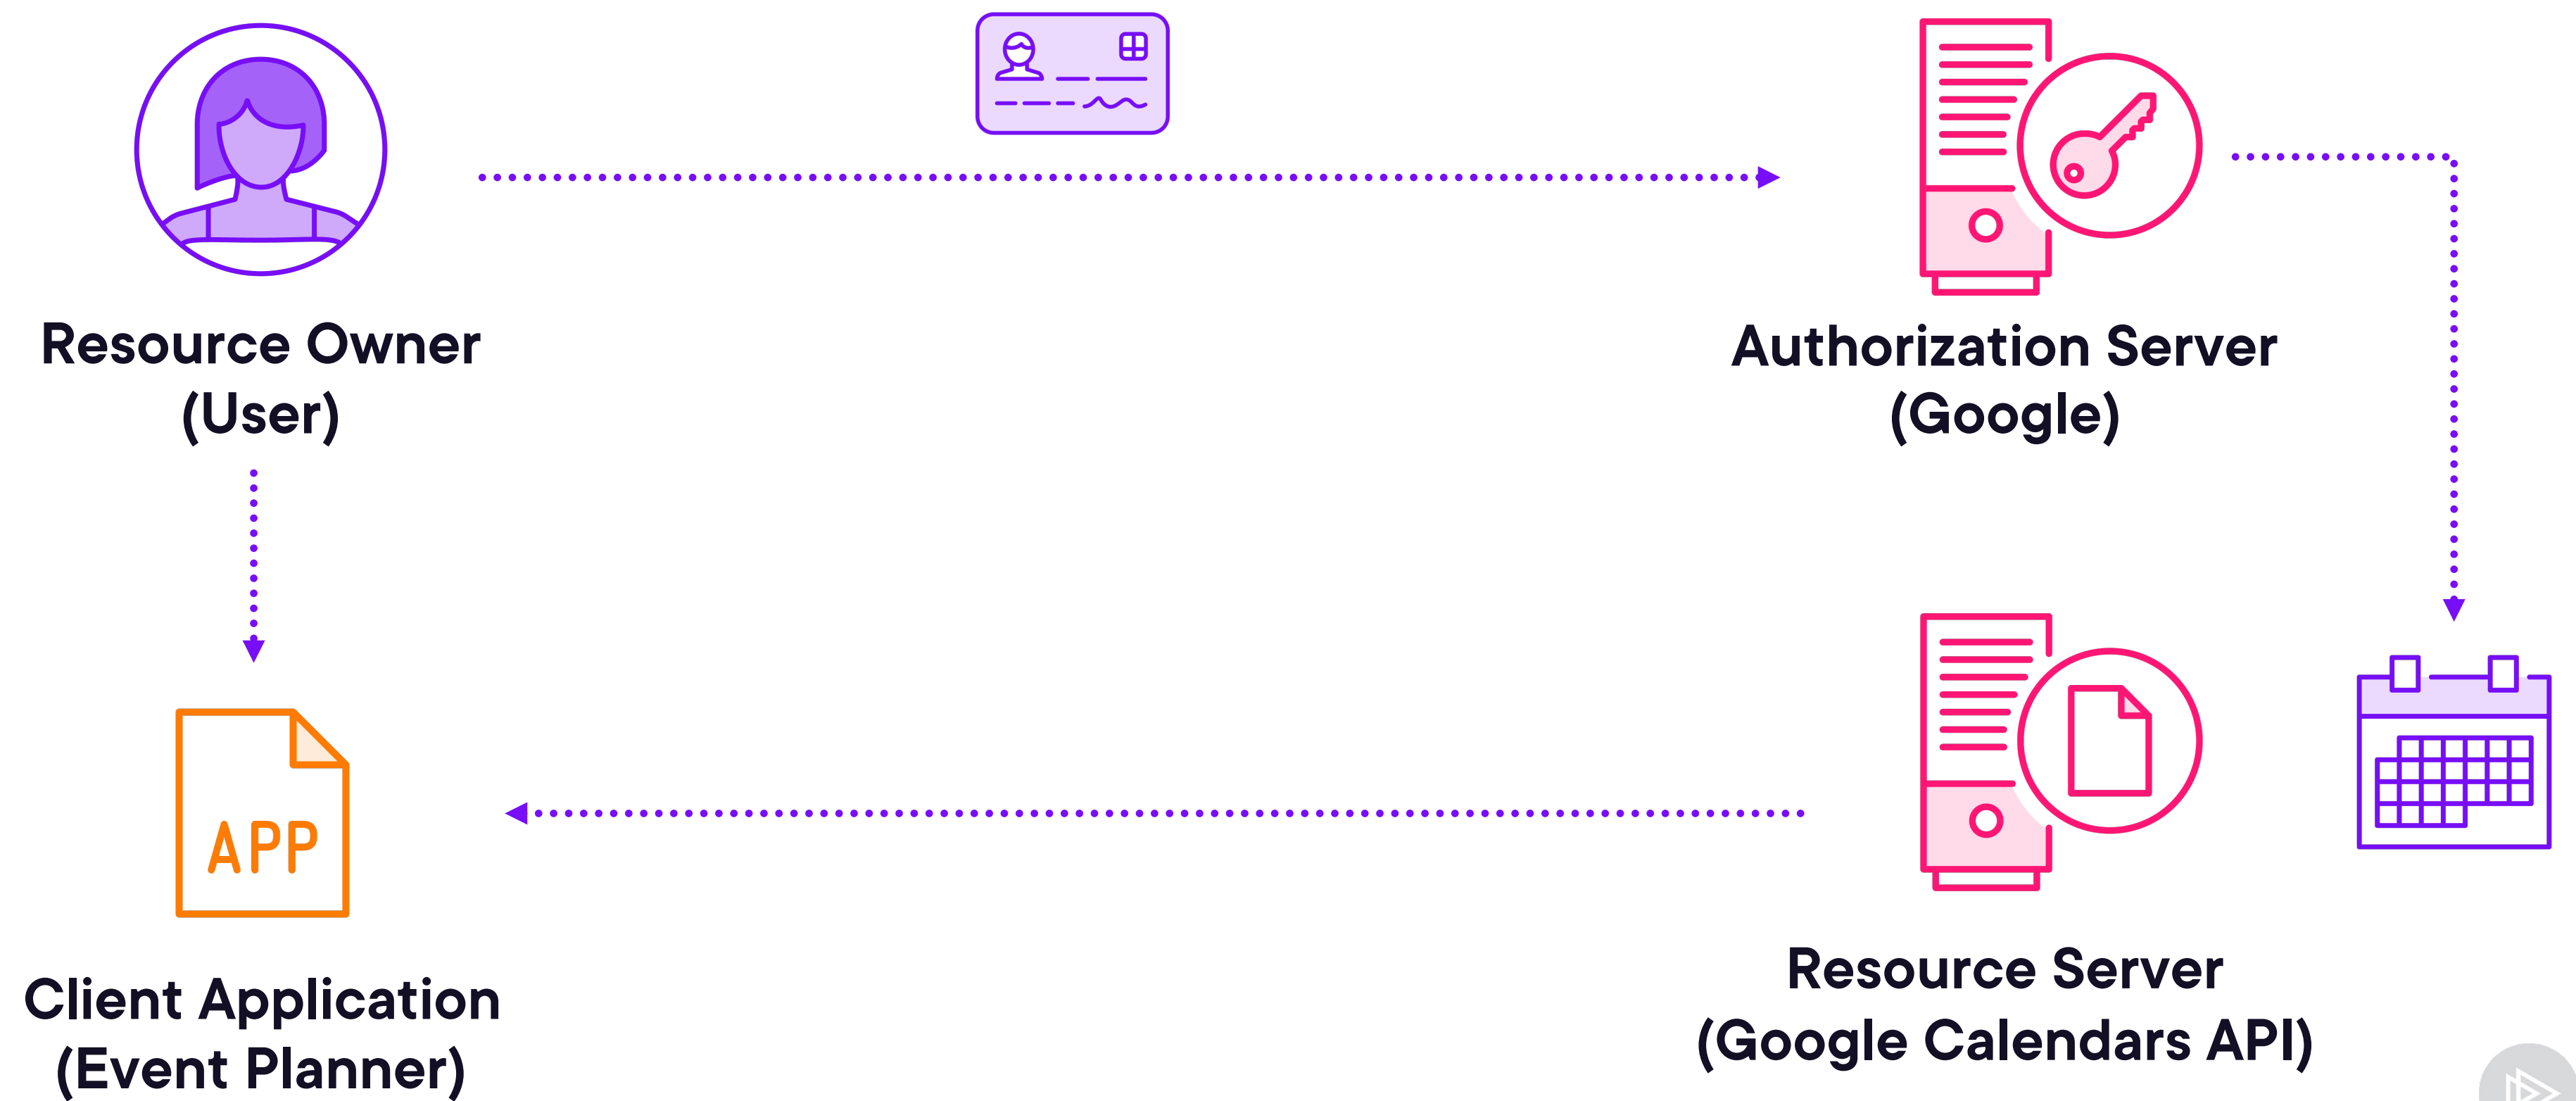 Resource Owner
(User)
Authorization Server
(Google)
APP
Client Application
(Event Planner)
Resource Server
(Google Calendars API)